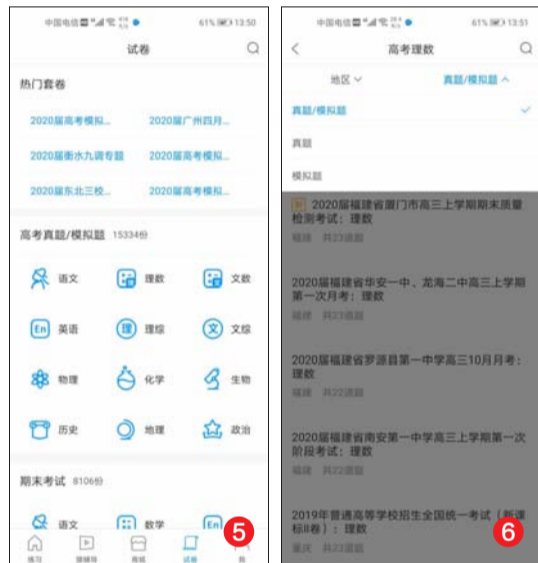 中国电信
61%
13:50
试卷
热门套卷
2020届高考模拟...
2020届广州四月...
2020届衡水九调专题
2020届高考模拟...
2020届东北三校...
2020届高考模拟...
高考真题/模拟题 15334份
语文
理数
文数
En 英语
理 理综
文 文综
物理
化学
生物
历史
地理
政治
期末考试 8106份
语文
数学
En
练习
试卷
我
5
中国电信
61%
13:51
高考理数
地区
真题/模拟题
真题/模拟题
真题
模拟题
2020届福建省厦门市高三上学期期末质量
检测考试：理数
福建 共23道题
2020届福建省华安一中、龙海二中高三上学期
第一次月考：理数
福建 共23道题
2020届福建省罗源县第一中学高三10月月考：
理数
福建 共22道题
2020届福建省南安第一中学高三上学期第一次
阶段考试：理数
福建 共22道题
2019年普通高等学校招生全国统一考试（新课
标II卷）：理数
重庆 共23道题
6